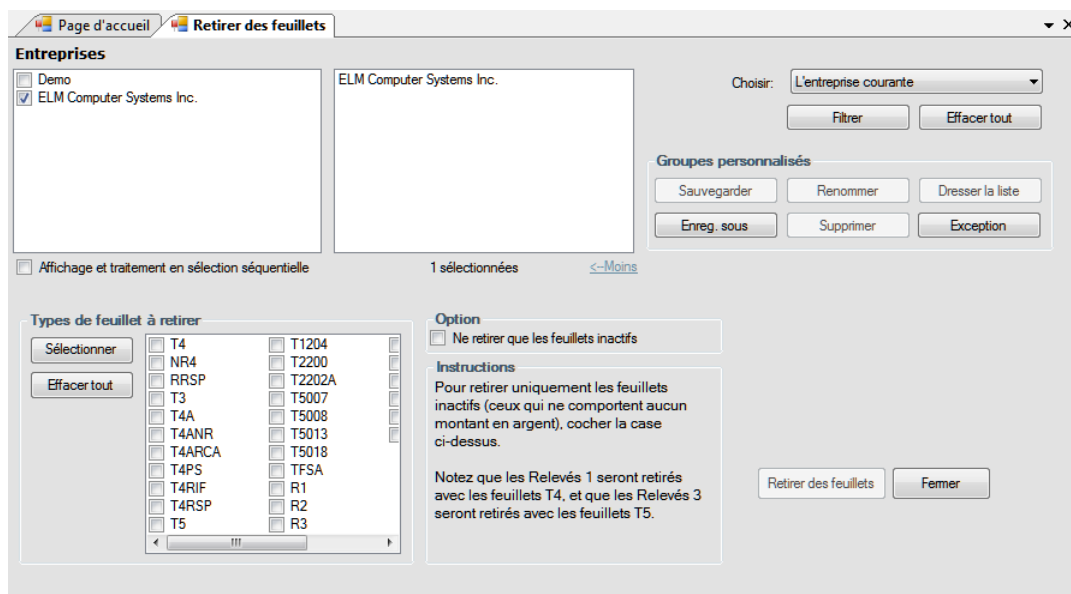 Page d'accueil Retirer des feuillets
Entreprises
Demo
ELM Computer Systems Inc.
ELM Computer Systems Inc.
Choisir: L'entreprise courante
Filtrer Effacer tout
Groupes personnalisés
Sauvegarder Renommer Dresser la liste
Enreg. sous Supprimer Exception
Affichage et traitement en sélection séquentielle
1 sélectionnées
<--Moins
Types de feuillet à retirer
Sélectionner
Effacer tout
T4
NR4
RRSP
T3
T4A
T4ANR
T4ARCA
T4PS
T4RIF
T4RSP
T5
T1204
T2200
T2202A
T5007
T5008
T5013
T5018
TFSA
R1
R2
R3
Option
Ne retirer que les feuillets inactifs
Instructions
Pour retirer uniquement les feuillets
inactifs (ceux qui ne comportent aucun
montant en argent), cocher la case
ci-dessus.
Notez que les Relevés 1 seront retirés
avec les feuillets T4, et que les Relevés 3
seront retirés avec les feuillets T5.
Retirer des feuillets Fermer